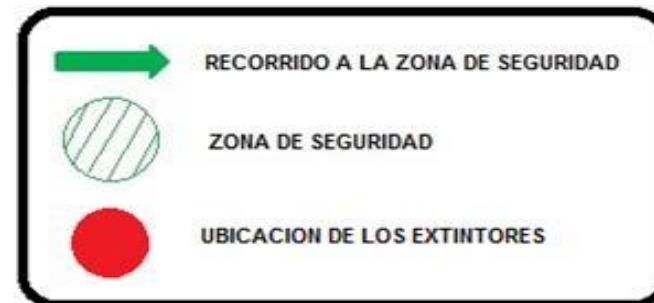 RECORRIDO A LA ZONA DE SEGURIDAD
ZONA DE SEGURIDAD
UBICACION DE LOS EXTINTORES